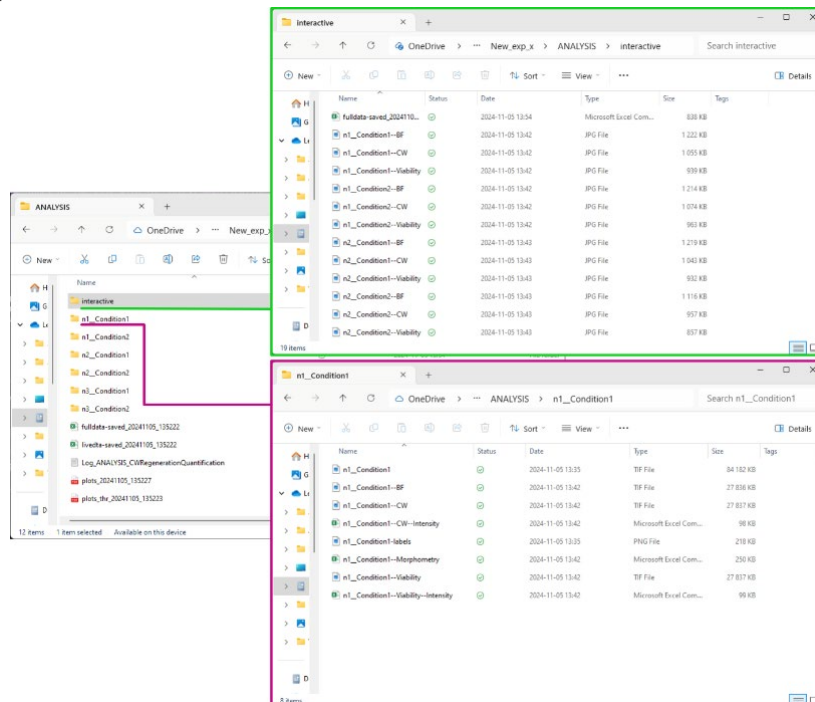 interactive
OneDrive > ... New_exp_x > ANALYSIS > interactive
Search interactive
New
Sort
View
...
Details
Name Status Date Type Size Tags
fulldata-saved_2024110... 2024-11-05 13:54 Microsoft Excel Com... 838 KB
n1__Condition1--BF 2024-11-05 13:42 JPG File 1 222 KB
n1__Condition1--CW 2024-11-05 13:42 JPG File 1 055 KB
n1__Condition1--Viability 2024-11-05 13:42 JPG File 939 KB
n1__Condition2--BF 2024-11-05 13:42 JPG File 1 214 KB
n1__Condition2--CW 2024-11-05 13:42 JPG File 1 074 KB
n1__Condition2--Viability 2024-11-05 13:42 JPG File 963 KB
n2__Condition1--BF 2024-11-05 13:43 JPG File 1 219 KB
n2__Condition1--CW 2024-11-05 13:43 JPG File 1 043 KB
n2__Condition1--Viability 2024-11-05 13:43 JPG File 932 KB
n2__Condition2--BF 2024-11-05 13:43 JPG File 1 116 KB
n2__Condition2--CW 2024-11-05 13:43 JPG File 957 KB
n2__Condition2--Viability 2024-11-05 13:43 JPG File 857 KB
19 items
ANALYSIS
OneDrive > ... New_exp_x
New
So
Name
interactive
n1__Condition1
n1__Condition2
n2__Condition1
n2__Condition2
n3__Condition1
n3__Condition2
fulldata-saved_20241105_135222
livedta-saved_20241105_135222
Log_ANALYSIS_CWRegenerationQuantification
plots_20241105_135227
plots_thr_20241105_135223
12 items 1 item selected Available on this device
n1__Condition1
OneDrive > ... ANALYSIS > n1__Condition1
Search n1__Condition1
New
Sort
View
...
Details
Name Status Date Type Size Tags
n1__Condition1 2024-11-05 13:35 TIF File 84 182 KB
n1__Condition1--BF 2024-11-05 13:42 TIF File 27 836 KB
n1__Condition1--CW 2024-11-05 13:42 TIF File 27 837 KB
n1__Condition1--CW--Intensity 2024-11-05 13:42 Microsoft Excel Com... 98 KB
n1__Condition1-labels 2024-11-05 13:35 PNG File 218 KB
n1__Condition1--Morphometry 2024-11-05 13:42 Microsoft Excel Com... 250 KB
n1__Condition1--Viability 2024-11-05 13:42 TIF File 27 837 KB
n1__Condition1--Viability--Intensity 2024-11-05 13:42 Microsoft Excel Com... 99 KB
8 items